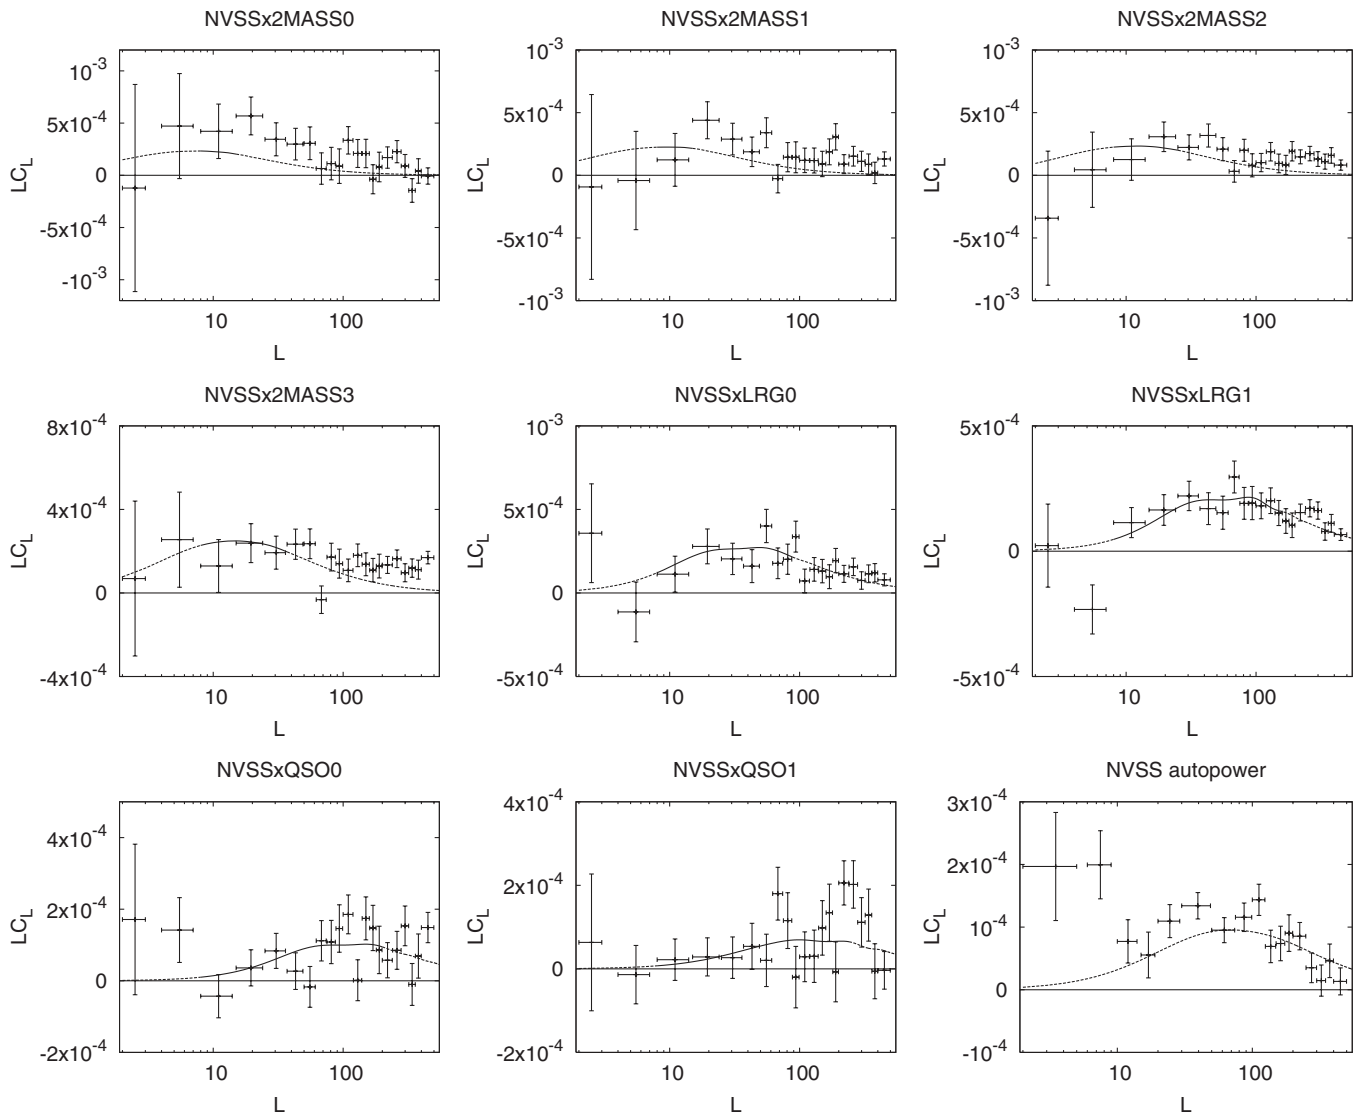 NVSSx2MASS0
NVSSx2MASS1
NVSSx2MASS2
10⁻³
5x10⁻⁴
0
-5x10⁻⁴
-10⁻³
LC_L
10
100
L
10⁻³
5x10⁻⁴
0
-5x10⁻⁴
-10⁻³
LC_L
10
100
L
10⁻³
5x10⁻⁴
0
-5x10⁻⁴
-10⁻³
LC_L
10
100
L
NVSSx2MASS3
NVSSxLRG0
NVSSxLRG1
8x10⁻⁴
4x10⁻⁴
0
-4x10⁻⁴
LC_L
10
100
L
10⁻³
5x10⁻⁴
0
-5x10⁻⁴
LC_L
10
100
L
5x10⁻⁴
0
-5x10⁻⁴
LC_L
10
100
L
NVSSxQSO0
NVSSxQSO1
NVSS autopower
4x10⁻⁴
2x10⁻⁴
0
-2x10⁻⁴
LC_L
10
100
L
4x10⁻⁴
2x10⁻⁴
0
-2x10⁻⁴
LC_L
10
100
L
3x10⁻⁴
2x10⁻⁴
10⁻⁴
0
-10⁻⁴
LC_L
10
100
L